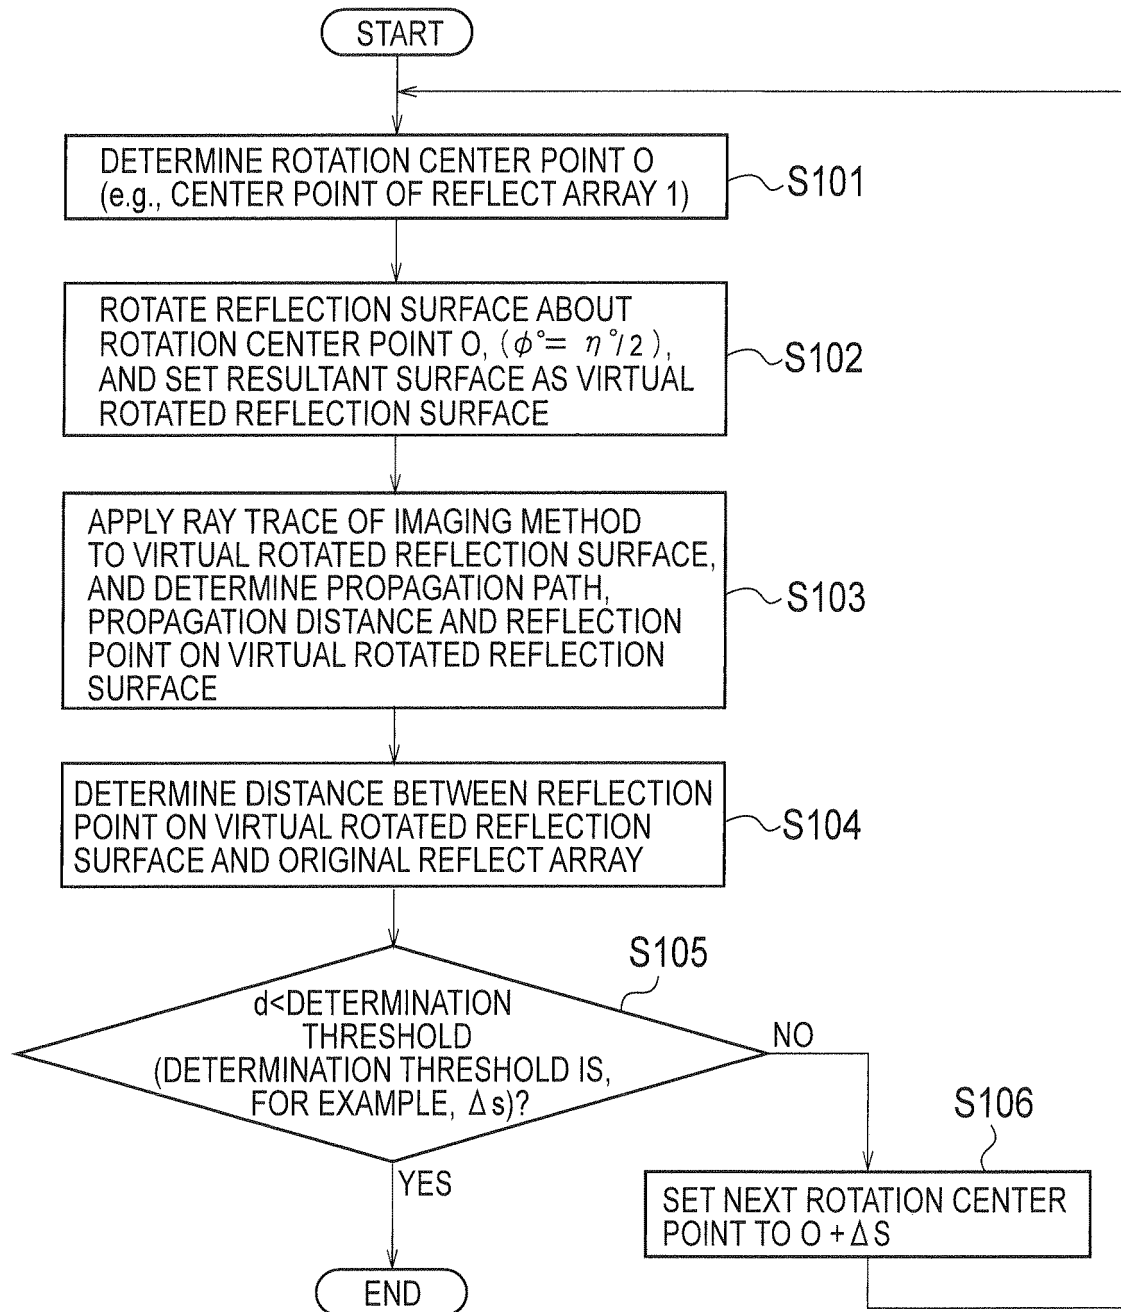 START
DETERMINE ROTATION CENTER POINT O
(e.g., CENTER POINT OF REFLECT ARRAY 1)
S101
ROTATE REFLECTION SURFACE ABOUT
ROTATION CENTER POINT O, (φ°= η°/2),
AND SET RESULTANT SURFACE AS VIRTUAL
ROTATED REFLECTION SURFACE
S102
APPLY RAY TRACE OF IMAGING METHOD
TO VIRTUAL ROTATED REFLECTION SURFACE,
AND DETERMINE PROPAGATION PATH,
PROPAGATION DISTANCE AND REFLECTION
POINT ON VIRTUAL ROTATED REFLECTION
SURFACE
S103
DETERMINE DISTANCE BETWEEN REFLECTION
POINT ON VIRTUAL ROTATED REFLECTION
SURFACE AND ORIGINAL REFLECT ARRAY
S104
S105
d<DETERMINATION
THRESHOLD
(DETERMINATION THRESHOLD IS,
FOR EXAMPLE, Δs)?
NO
YES
S106
SET NEXT ROTATION CENTER
POINT TO O + ΔS
END